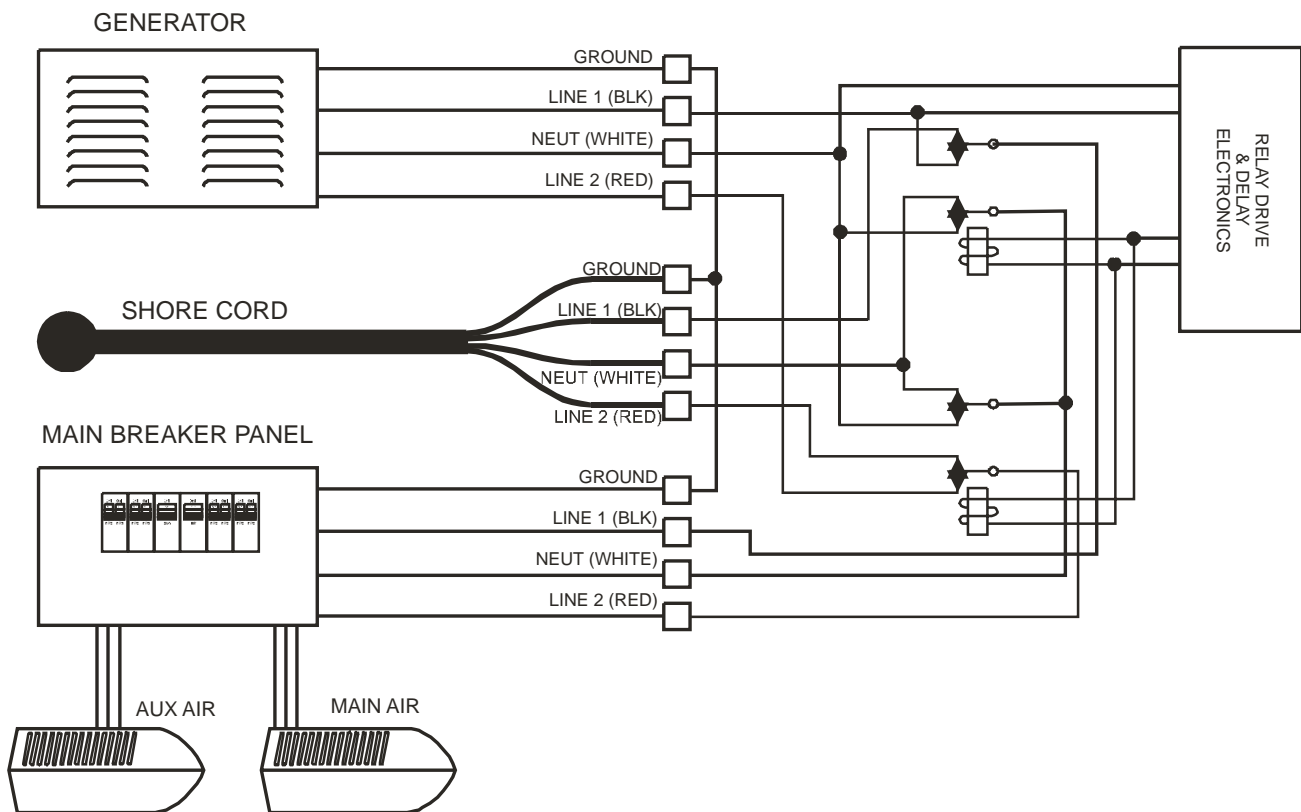 GENERATOR
GROUND
LINE 1 (BLK)
NEUT (WHITE)
LINE 2 (RED)
RELAY DRIVE
& DELAY
ELECTRONICS
SHORE CORD
GROUND
LINE 1 (BLK)
NEUT (WHITE)
LINE 2 (RED)
MAIN BREAKER PANEL
GROUND
LINE 1 (BLK)
NEUT (WHITE)
LINE 2 (RED)
AUX AIR
MAIN AIR